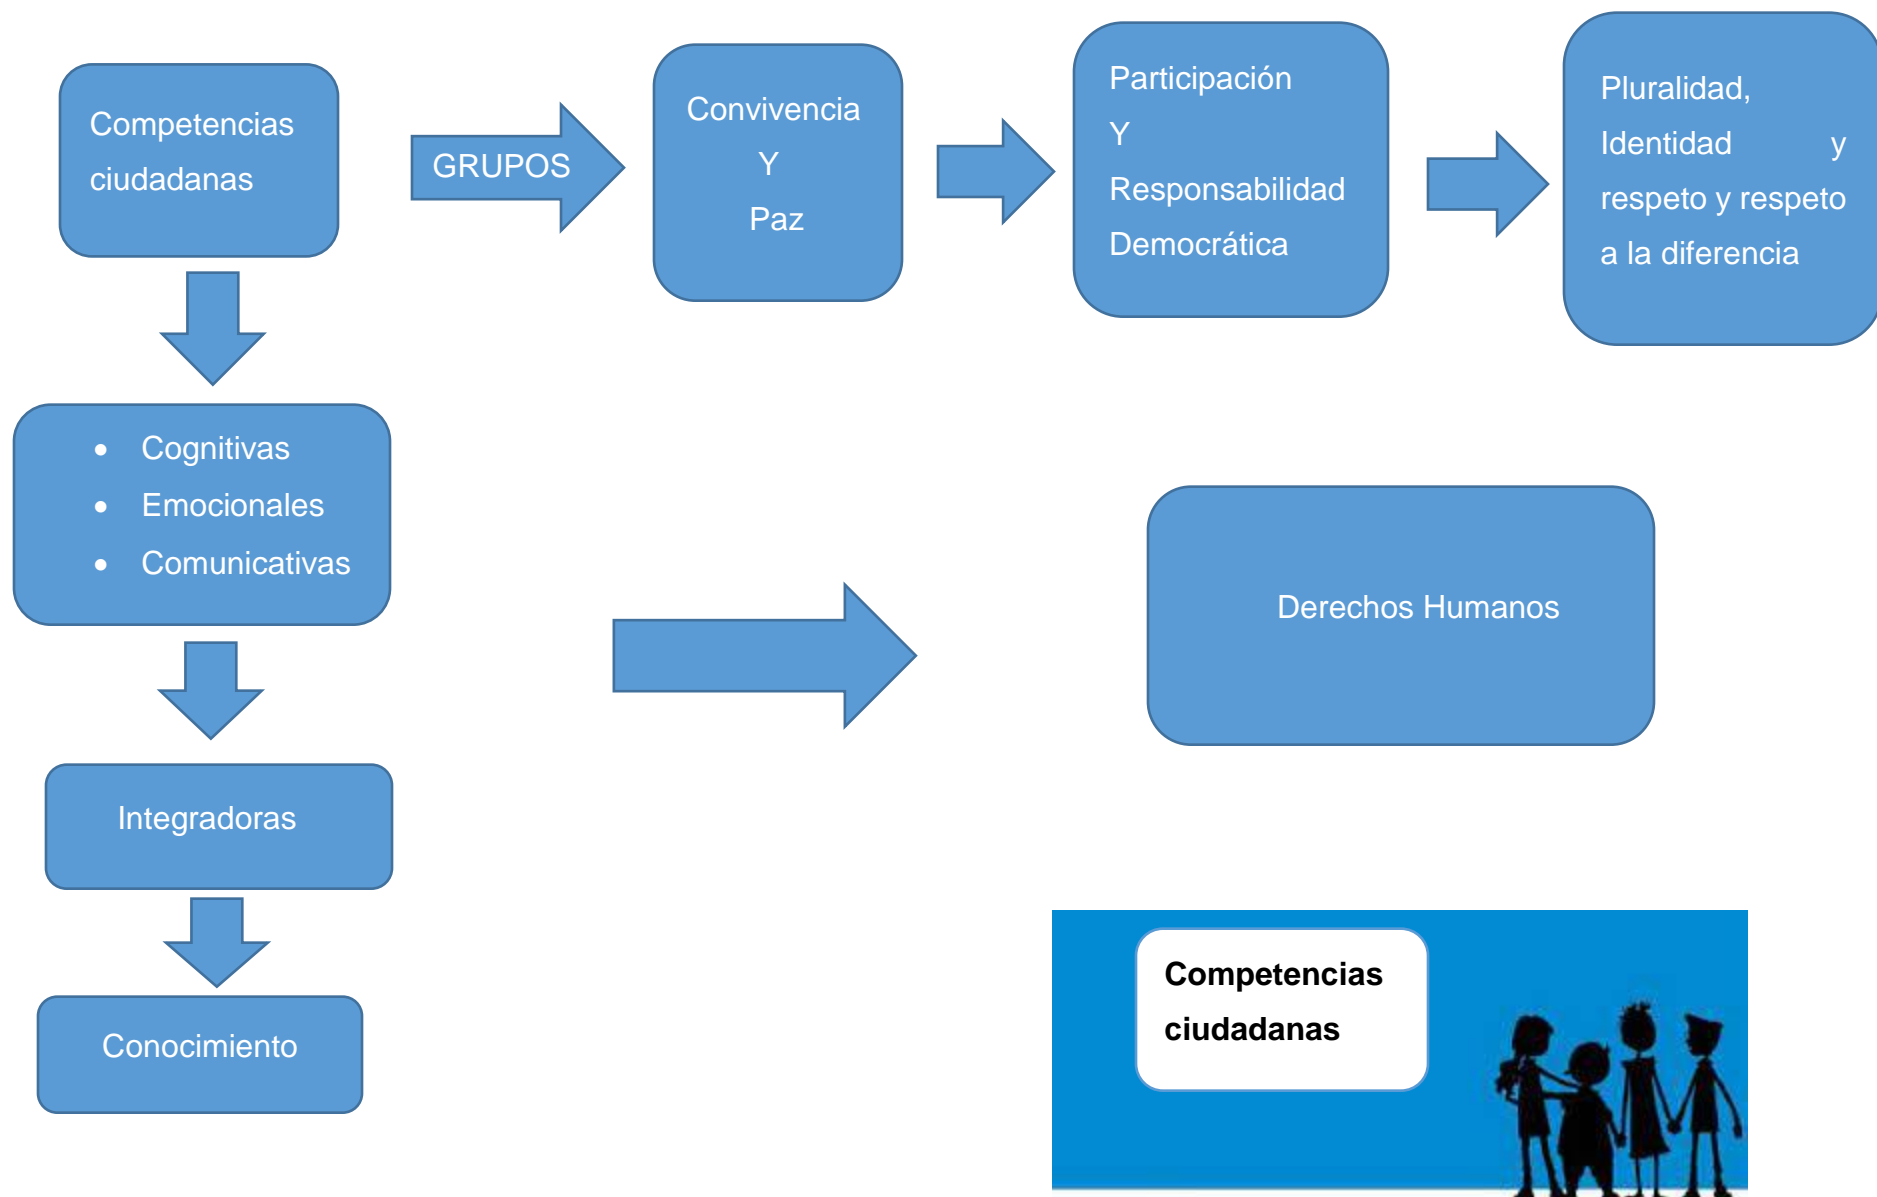 Competencias
ciudadanas
GRUPOS
Convivencia
Y
Paz
Participación
Y
Responsabilidad
Democrática
Pluralidad,
Identidad y
respeto y respeto
a la diferencia
• Cognitivas
• Emocionales
• Comunicativas
Derechos Humanos
Integradoras
Conocimiento
Competencias
ciudadanas